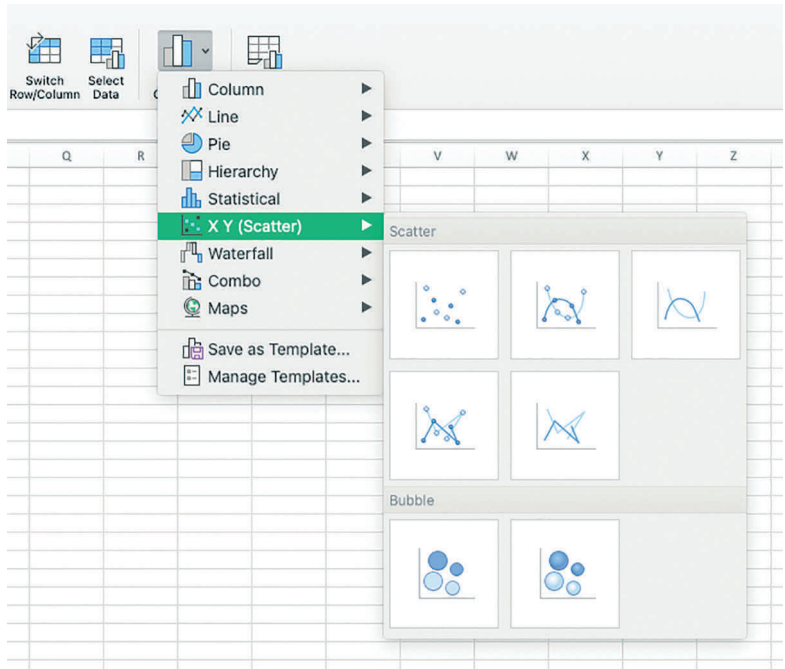 Switch
Row/Column
Select
Data
Column
Line
Pie
Hierarchy
Statistical
X Y (Scatter)
Waterfall
Combo
Maps
Save as Template...
Manage Templates...
Q R V W X Y Z
Scatter
Bubble